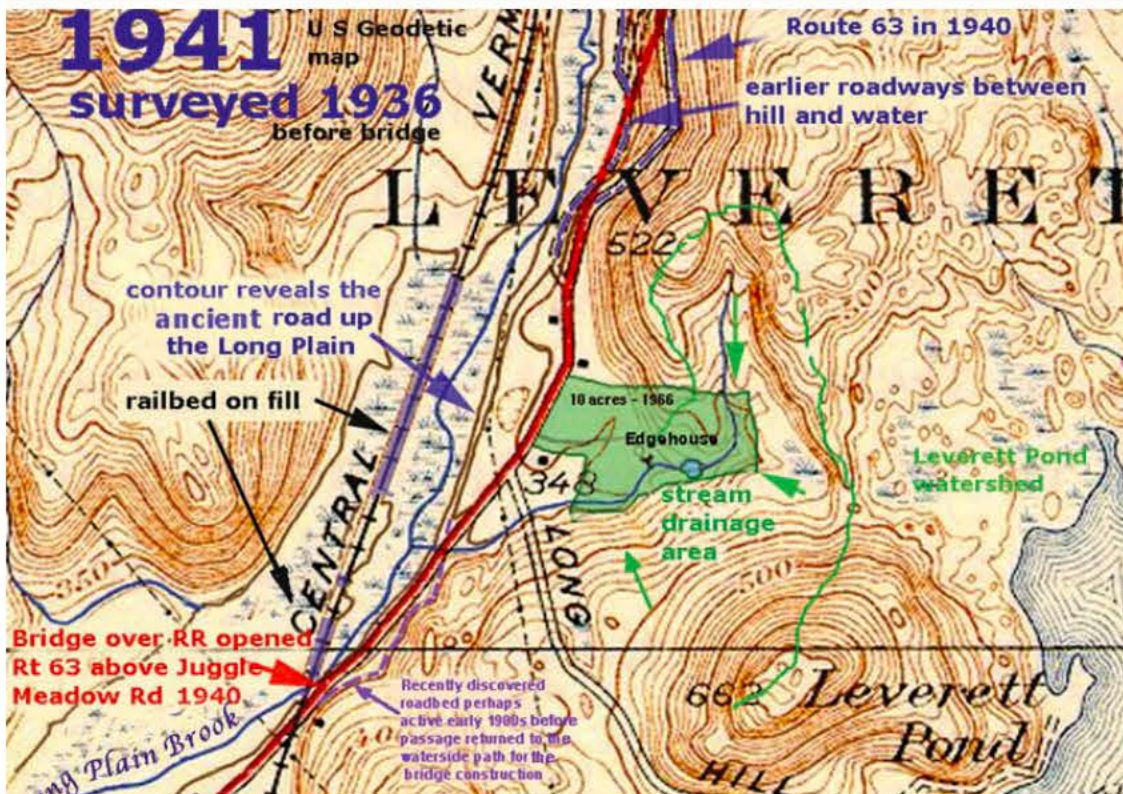 1941
U S Geodetic
map
surveyed 1936
before bridge
VERM
Route 63 in 1940
earlier roadways between
hill and water
LEVERET
522
500
contour reveals the
ancient road up
the Long Plain
railbed on fill
10 acres - 1966
Edgehouse
348
Leverett Pond
watershed
stream
drainage
area
CENTRAL
LONG
350
500
Bridge over RR opened
Rt 63 above Juggle
Meadow Rd 1940
Recently discovered
roadbed perhaps
active early 1900s before
passage returned to the
waterside path for the
bridge construction
662
Leverett
Pond
ng Plain Brook
HILL